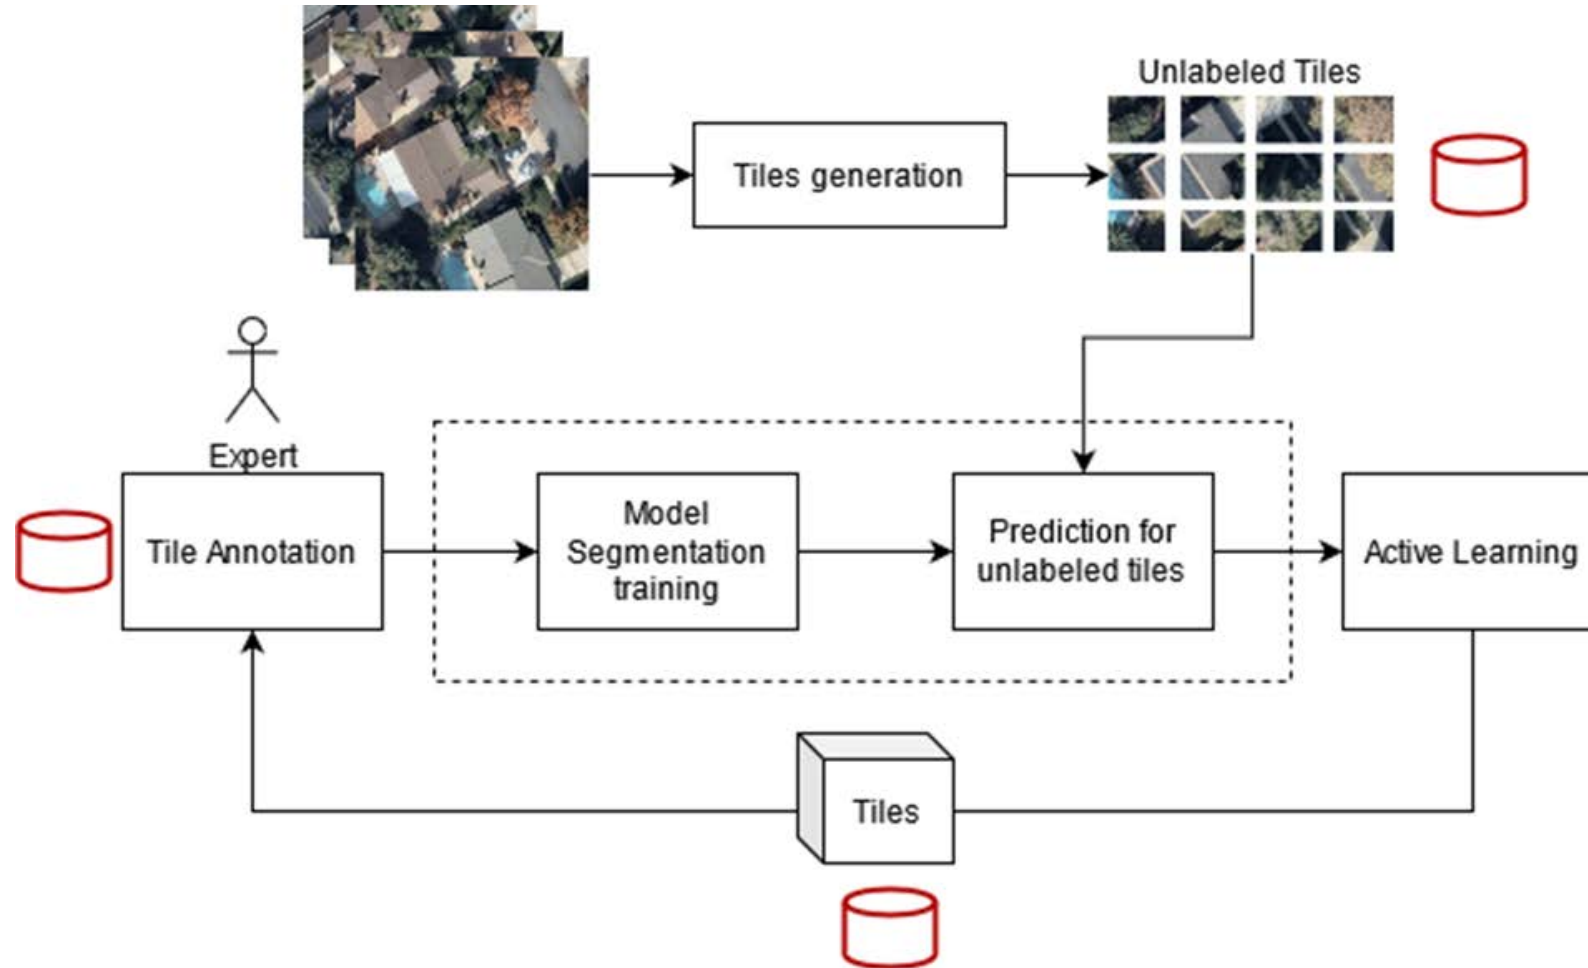 Unlabeled Tiles
Tiles generation
Expert
Tile Annotation
Model
Segmentation
training
Prediction for
unlabeled tiles
Active Learning
Tiles